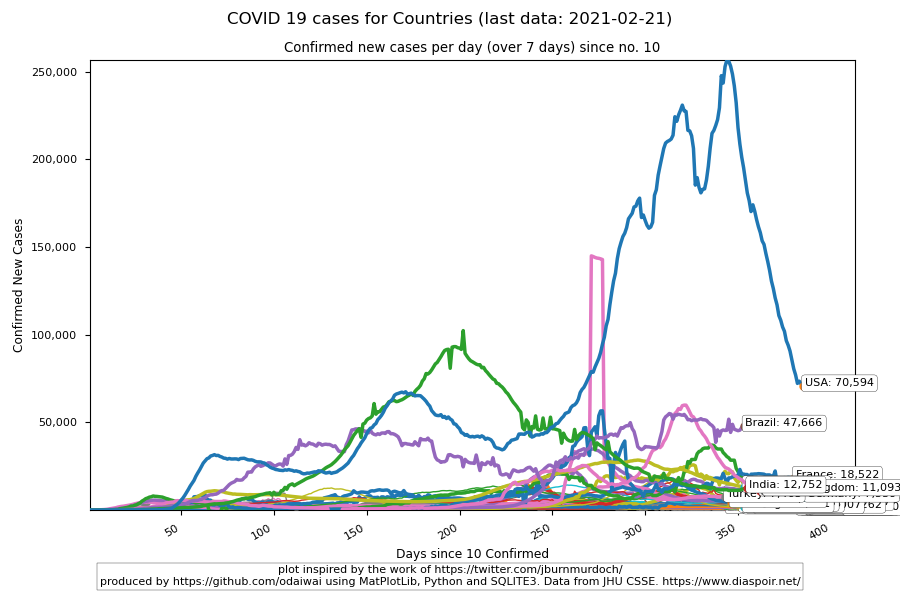 COVID 19 cases for Countries (last data: 2021-02-21)
Confirmed new cases per day (over 7 days) since no. 10
250,000
200,000
150,000
100,000
50,000
Confirmed New Cases
USA: 70,594
Brazil: 47,666
France: 18,522
India: 12,752
gdom: 11,093
50
100
150
200
250
300
350
400
Days since 10 Confirmed
plot inspired by the work of https://twitter.com/jburnmurdoch/
produced by https://github.com/odaiwai using MatPlotLib, Python and SQLITE3. Data from JHU CSSE. https://www.diaspoir.net/